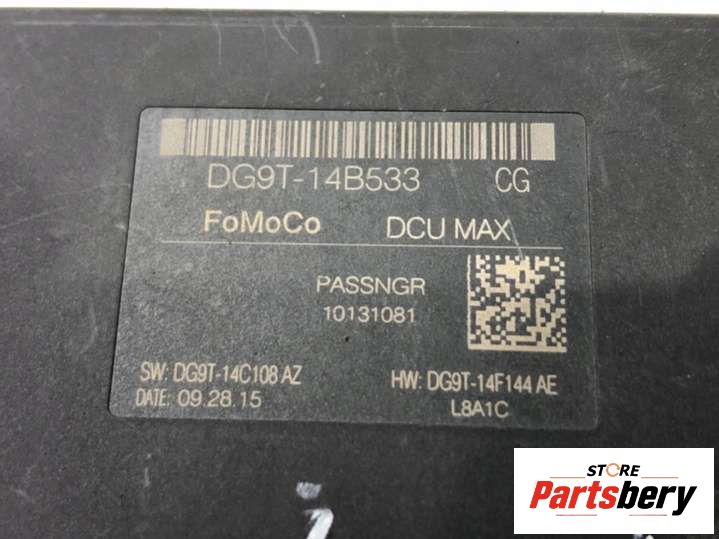 DG9T-14B533 CG
FoMoCo DCU MAX
PASSNGR
10131081
SW: DG9T-14C108 AZ HW: DG9T-14F144 AE
DATE: 09.28.15 L8A1C
STORE
Partsbery